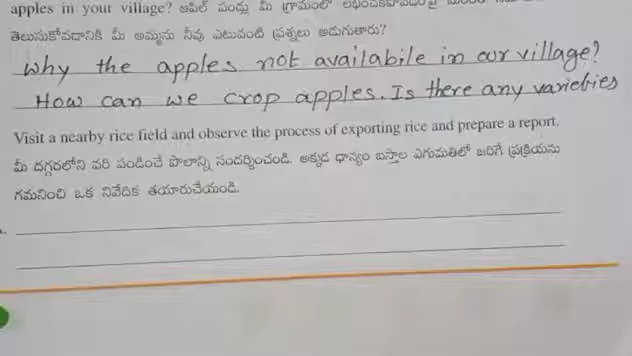 apples in your village? ఆపిల్ పండ్లు మీ గ్రామంలో
తెలుసుకోవడానికి మీ అమ్మను నీవు ఎటువంటి ప్రశ్నలు అడుగుతారు?
Why the apples not availabile in our village?
How can we crop apples. Is there any varieties
Visit a nearby rice field and observe the process of exporting rice and prepare a report.
మీ దగ్గరలోని వరి పండించే పొలాన్ని సందర్శించండి. అక్కడ ధాన్యం బస్తాల ఎగుమతిలో జరిగే ప్రక్రియను
గమనించి ఒక నివేదిక తయారుచేయండి.